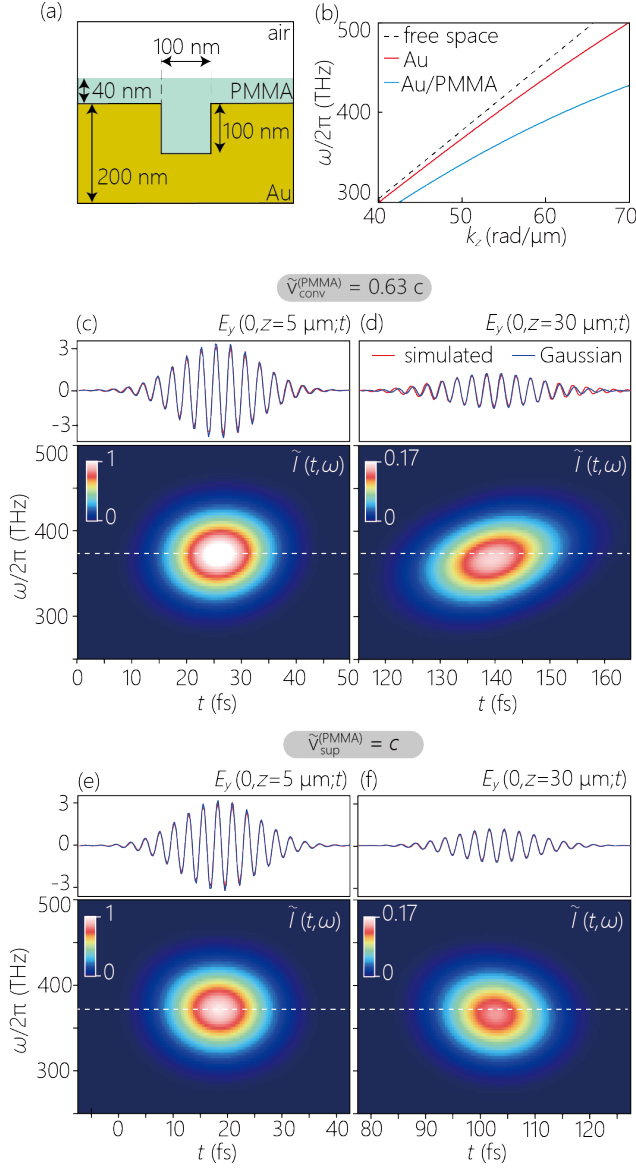 (a)
air
100 nm
40 nm
PMMA
100 nm
200 nm
Au
(b)
free space
Au
Au/PMMA
ω/2π (THz)
500
400
300
40
50
60
70
k_z (rad/μm)
ṽ_conv^(PMMA) = 0.63 c
(c)
E_y (0,z=5 μm;t)
3
0
-3
(d)
E_y (0,z=30 μm;t)
simulated
Gaussian
500
400
300
ω/2π (THz)
1
0
Ĩ (t,ω)
0
10
20
30
40
50
t (fs)
0.17
0
Ĩ (t,ω)
120
130
140
150
160
t (fs)
ṽ_sup^(PMMA) = c
(e)
E_y (0,z=5 μm;t)
3
0
-3
(f)
E_y (0,z=30 μm;t)
500
400
300
ω/2π (THz)
1
0
Ĩ (t,ω)
0
10
20
30
40
t (fs)
0.17
0
Ĩ (t,ω)
80
90
100
110
120
t (fs)